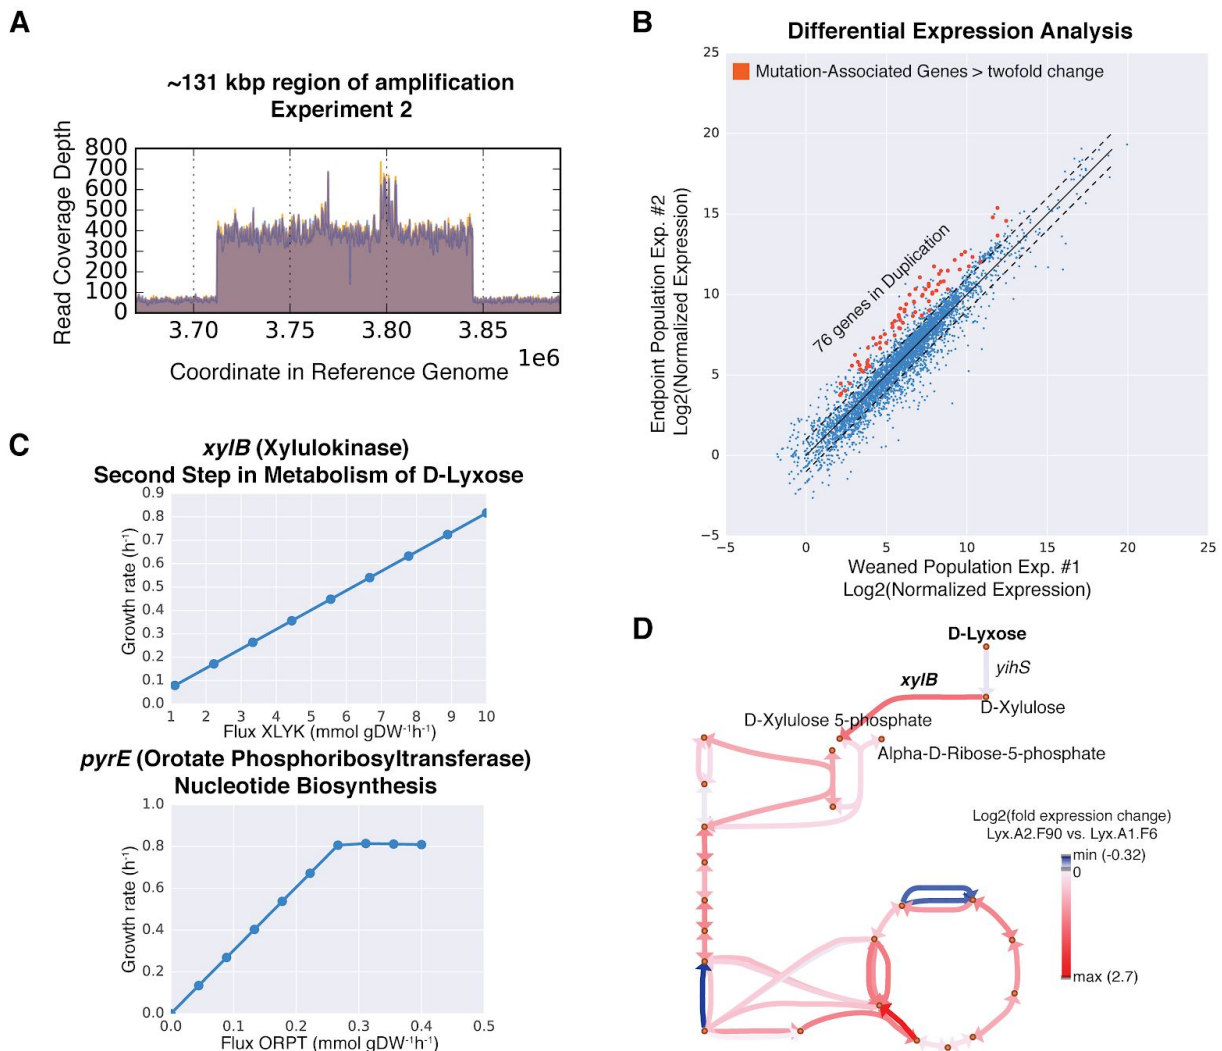 A
~131 kbp region of amplification
Experiment 2
Read Coverage Depth
800
700
600
500
400
300
200
100
0
3.70 3.75 3.80 3.85
1e6
Coordinate in Reference Genome
B
Differential Expression Analysis
Mutation-Associated Genes > twofold change
76 genes in Duplication
Endpoint Population Exp. #2
Log2(Normalized Expression)
25
20
15
10
5
0
−5
−5 0 5 10 15 20 25
Weaned Population Exp. #1
Log2(Normalized Expression)
C
xylB (Xylulokinase)
Second Step in Metabolism of D-Lyxose
Growth rate (h⁻¹)
0.9
0.8
0.7
0.6
0.5
0.4
0.3
0.2
0.1
0.0
1 2 3 4 5 6 7 8 9 10
Flux XLYK (mmol gDW⁻¹h⁻¹)
pyrE (Orotate Phosphoribosyltransferase)
Nucleotide Biosynthesis
Growth rate (h⁻¹)
1.0
0.8
0.6
0.4
0.2
0.0
0.0 0.1 0.2 0.3 0.4 0.5
Flux ORPT (mmol gDW⁻¹h⁻¹)
D
D-Lyxose
yihS
xylB
D-Xylulose
D-Xylulose 5-phosphate
Alpha-D-Ribose-5-phosphate
Log2(fold expression change)
Lyx.A2.F90 vs. Lyx.A1.F6
min (-0.32)
0
max (2.7)